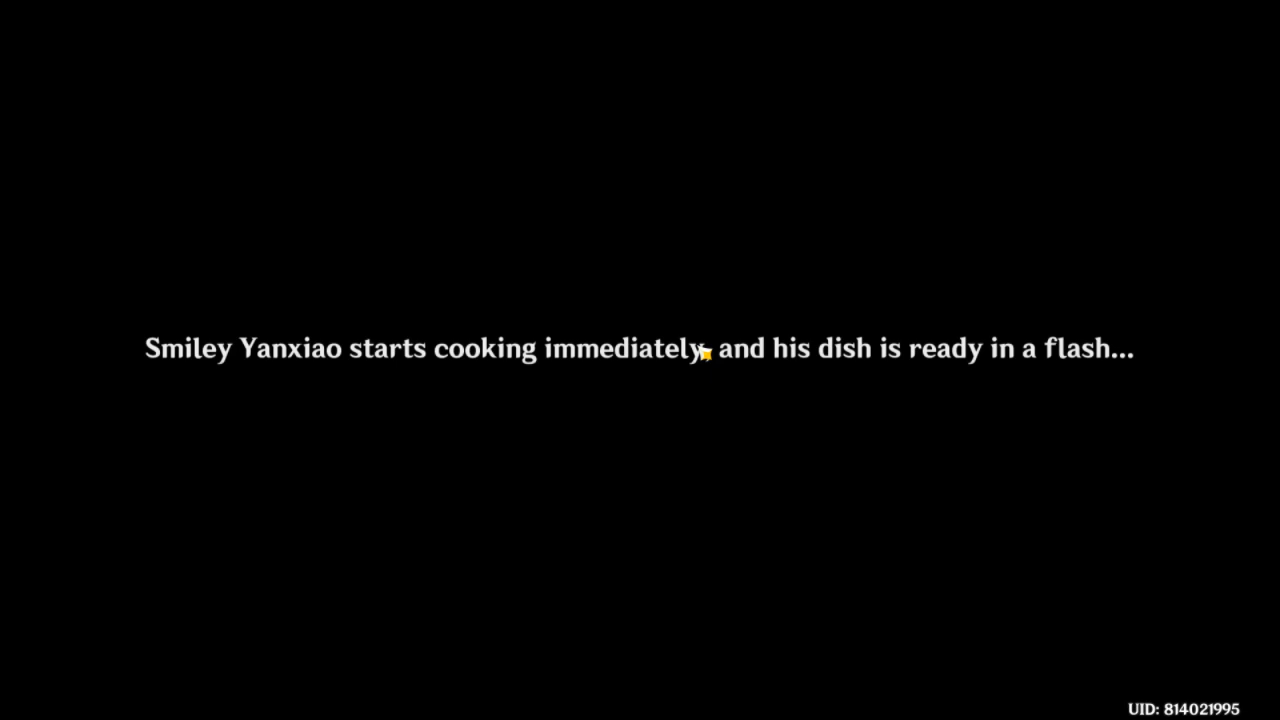 Smiley Yanxiao starts cooking immediately, and his dish is ready in a flash...
UID: 814021995